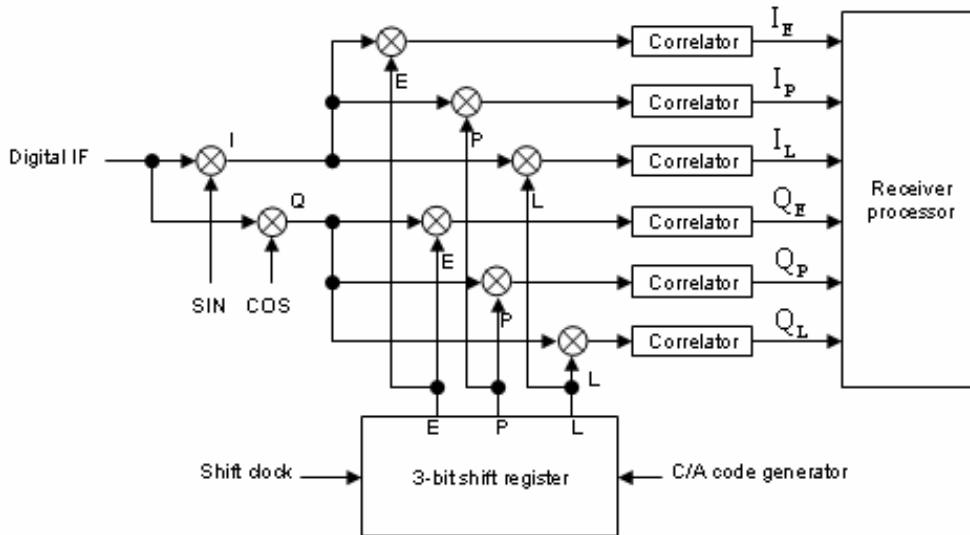 I_E
Correlator
E
I_P
Correlator
P
Digital IF
I
I_L
Correlator
L
Receiver
processor
Q
Q_E
Correlator
E
SIN
COS
Q_P
Correlator
P
Q_L
Correlator
L
E
P
L
Shift clock
3-bit shift register
C/A code generator